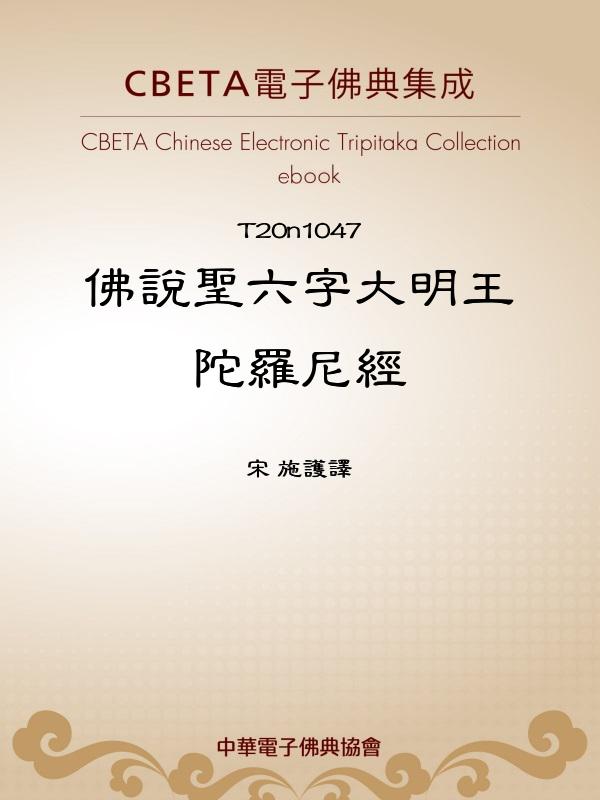 CBETA電子佛典集成
CBETA Chinese Electronic Tripitaka Collection
ebook
T20n1047
佛說聖六字大明王
陀羅尼經
宋 施護譯
中華電子佛典協會